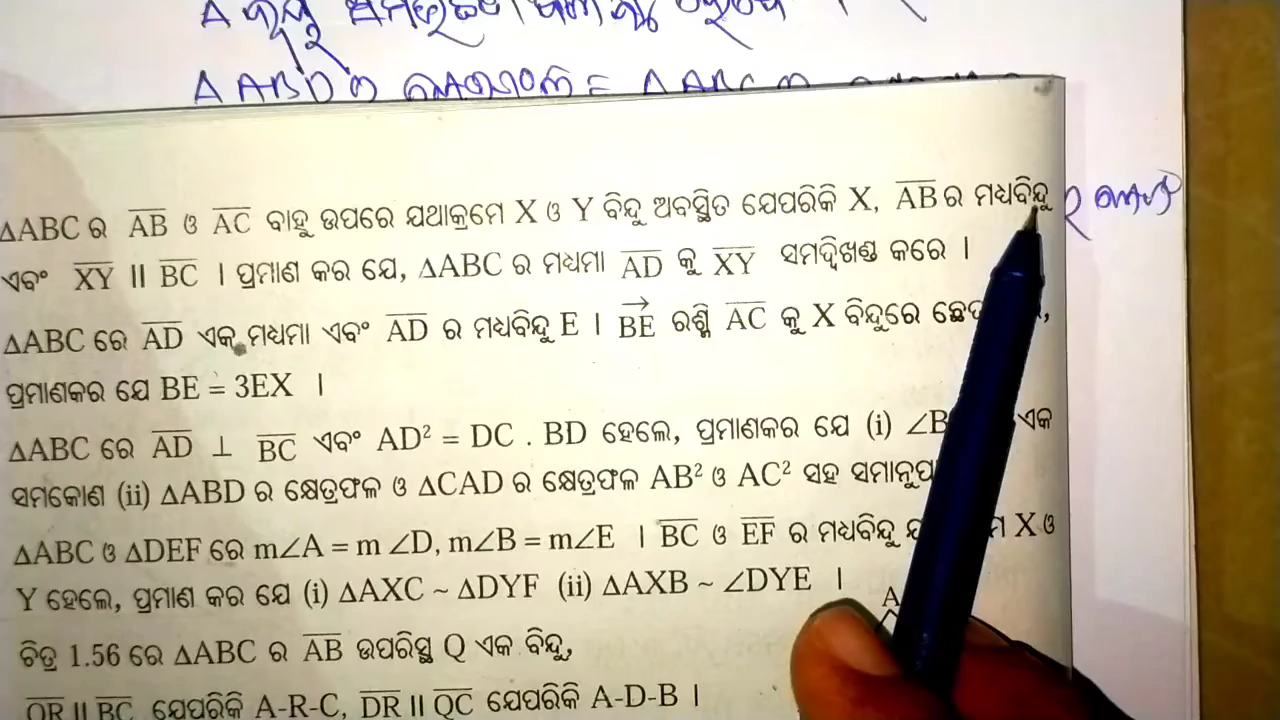 Δ ABD ର କ୍ଷେତ୍ରଫଳ = Δ ABC ର
ΔABC ର AB ଓ AC ବାହୁ ଉପରେ ଯଥାକ୍ରମେ X ଓ Y ବିନ୍ଦୁ ଅବସ୍ଥିତ ଯେପରିକି X, AB ର ମଧ୍ୟବିନ୍ଦୁ
ଏବଂ XY || BC । ପ୍ରମାଣ କର ଯେ, ΔABC ର ମଧ୍ୟମା AD କୁ XY ସମଦ୍ୱିଖଣ୍ଡ କରେ ।
ΔABC ରେ AD ଏକ ମଧ୍ୟମା ଏବଂ AD ର ମଧ୍ୟବିନ୍ଦୁ E । BE ରଶ୍ମି AC କୁ X ବିନ୍ଦୁରେ
ପ୍ରମାଣକର ଯେ BE = 3EX ।
ΔABC ରେ AD ⊥ BC ଏବଂ AD² = DC . BD ହେଲେ, ପ୍ରମାଣକର ଯେ (i) ∠B ଏକ
ସମକୋଣ (ii) ΔABD ର କ୍ଷେତ୍ରଫଳ ଓ ΔCAD ର କ୍ଷେତ୍ରଫଳ AB² ଓ AC² ସହ
ΔABC ଓ ΔDEF ରେ m∠A = m ∠D, m∠B = m∠E । BC ଓ EF ର ମଧ୍ୟବିନ୍ଦୁ X ଓ
Y ହେଲେ, ପ୍ରମାଣ କର ଯେ (i) ΔAXC ~ ΔDYF (ii) ΔAXB ~ ∠DYE ।
A
ଚିତ୍ର 1.56 ରେ ΔABC ର AB ଉପରିସ୍ଥ Q ଏକ ବିନ୍ଦୁ,
QR || BC ଯେପରିକି A-R-C, DR || QC ଯେପରିକି A-D-B ।